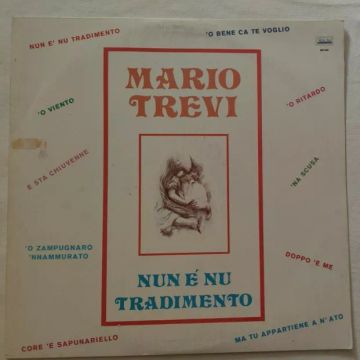 NUN E' NU TRADIMENTO
'O BENE CA TE VOGLIO
MARIO
TREVI
'O VIENTO
'O RITARDO
E STA CHIUVENNE
'NA SCUSA
'O ZAMPUGNARO
'NNAMMURATO
DOPPO 'E ME
NUN É NU
TRADIMENTO
CORE 'E SAPUNARIELLO
MA TU APPARTIENE A N' ATO